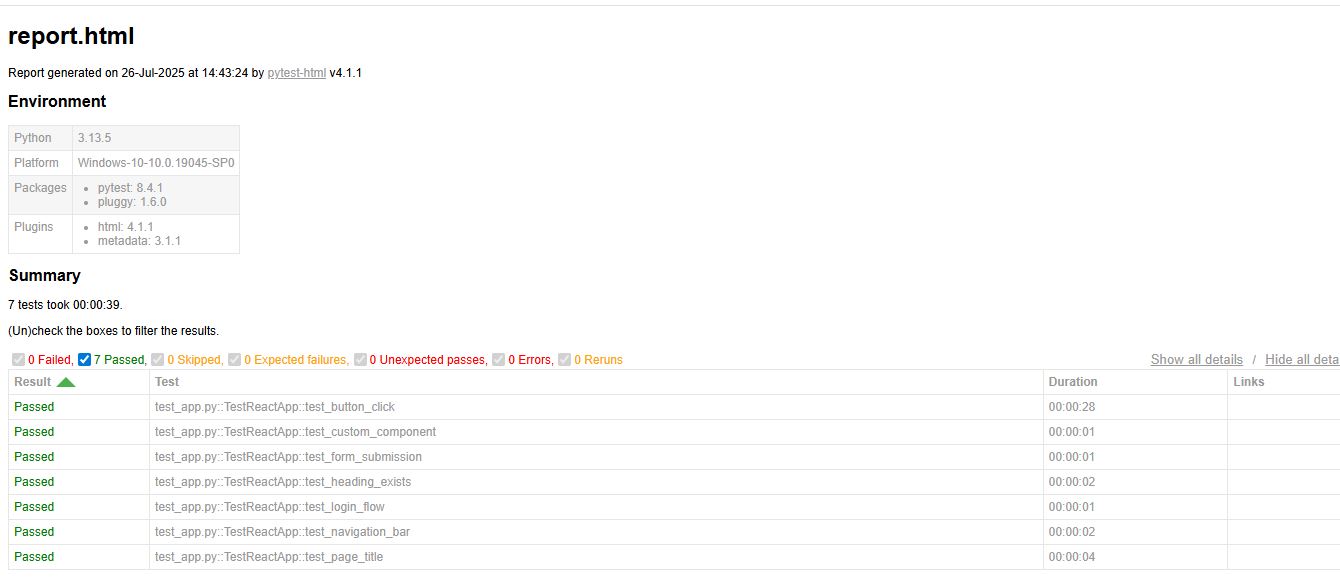 report.html
Report generated on 26-Jul-2025 at 14:43:24 by pytest-html v4.1.1
Environment
Python 3.13.5
Platform Windows-10-10.0.19045-SP0
Packages
• pytest: 8.4.1
• pluggy: 1.6.0
Plugins
• html: 4.1.1
• metadata: 3.1.1
Summary
7 tests took 00:00:39.
(Un)check the boxes to filter the results.
0 Failed, 7 Passed, 0 Skipped, 0 Expected failures, 0 Unexpected passes, 0 Errors, 0 Reruns Show all details / Hide all deta
Result Test Duration Links
Passed test_app.py::TestReactApp::test_button_click 00:00:28
Passed test_app.py::TestReactApp::test_custom_component 00:00:01
Passed test_app.py::TestReactApp::test_form_submission 00:00:01
Passed test_app.py::TestReactApp::test_heading_exists 00:00:02
Passed test_app.py::TestReactApp::test_login_flow 00:00:01
Passed test_app.py::TestReactApp::test_navigation_bar 00:00:02
Passed test_app.py::TestReactApp::test_page_title 00:00:04